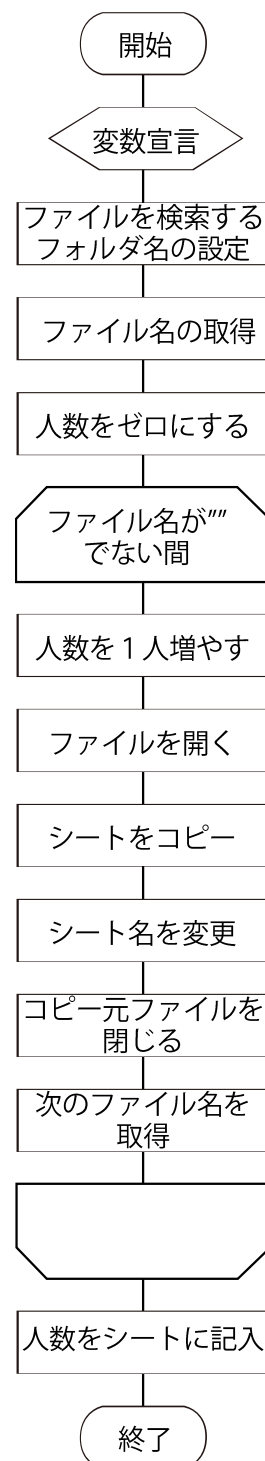 開始
変数宣言
ファイルを検索する
フォルダ名の設定
ファイル名の取得
人数をゼロにする
ファイル名が””
でない間
人数を１人増やす
ファイルを開く
シートをコピー
シート名を変更
コピー元ファイルを
閉じる
次のファイル名を
取得
人数をシートに記入
終了